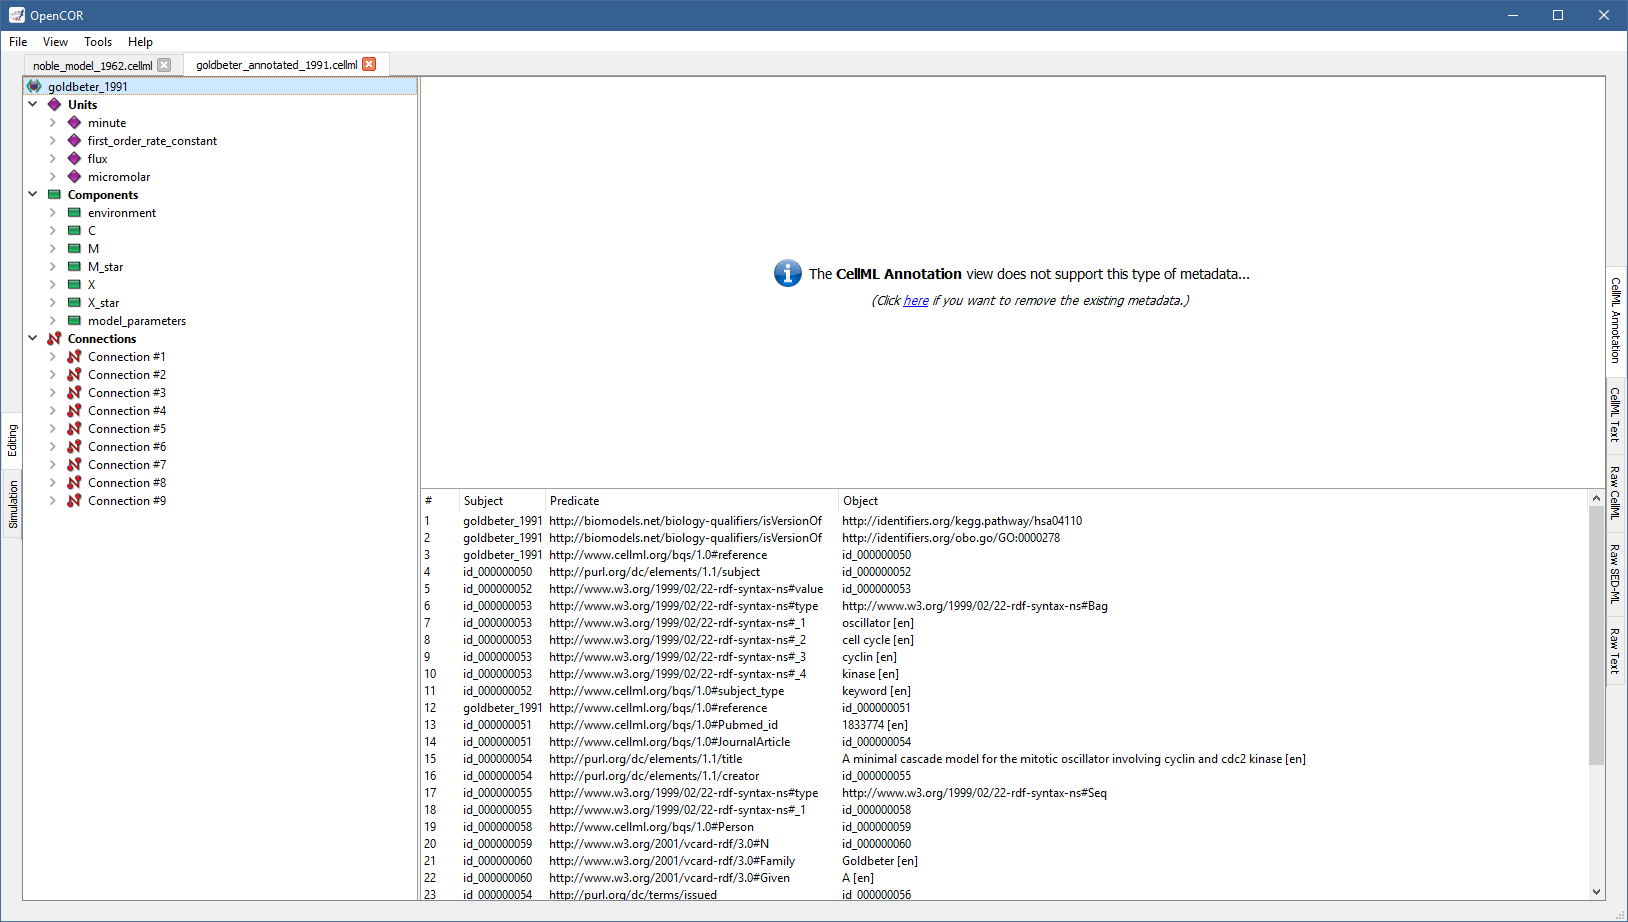 OpenCOR
File View Tools Help
noble_model_1962.cellml goldbeter_annotated_1991.cellml
goldbeter_1991
Units
minute
first_order_rate_constant
flux
micromolar
Components
environment
C
M
M_star
X
X_star
model_parameters
Connections
Connection #1
Connection #2
Connection #3
Connection #4
Connection #5
Connection #6
Connection #7
Connection #8
Connection #9
Editing
Simulation
The CellML Annotation view does not support this type of metadata...
(Click here if you want to remove the existing metadata.)
# Subject Predicate Object
1 goldbeter_1991 http://biomodels.net/biology-qualifiers/isVersionOf http://identifiers.org/kegg.pathway/hsa04110
2 goldbeter_1991 http://biomodels.net/biology-qualifiers/isVersionOf http://identifiers.org/obo.go/GO:0000278
3 goldbeter_1991 http://www.cellml.org/bqs/1.0#reference id_000000050
4 id_000000050 http://purl.org/dc/elements/1.1/subject id_000000052
5 id_000000052 http://www.w3.org/1999/02/22-rdf-syntax-ns#value id_000000053
6 id_000000053 http://www.w3.org/1999/02/22-rdf-syntax-ns#type http://www.w3.org/1999/02/22-rdf-syntax-ns#Bag
7 id_000000053 http://www.w3.org/1999/02/22-rdf-syntax-ns#_1 oscillator [en]
8 id_000000053 http://www.w3.org/1999/02/22-rdf-syntax-ns#_2 cell cycle [en]
9 id_000000053 http://www.w3.org/1999/02/22-rdf-syntax-ns#_3 cyclin [en]
10 id_000000053 http://www.w3.org/1999/02/22-rdf-syntax-ns#_4 kinase [en]
11 id_000000052 http://www.cellml.org/bqs/1.0#subject_type keyword [en]
12 goldbeter_1991 http://www.cellml.org/bqs/1.0#reference id_000000051
13 id_000000051 http://www.cellml.org/bqs/1.0#Pubmed_id 1833774 [en]
14 id_000000051 http://www.cellml.org/bqs/1.0#JournalArticle id_000000054
15 id_000000054 http://purl.org/dc/elements/1.1/title A minimal cascade model for the mitotic oscillator involving cyclin and cdc2 kinase [en]
16 id_000000054 http://purl.org/dc/elements/1.1/creator id_000000055
17 id_000000055 http://www.w3.org/1999/02/22-rdf-syntax-ns#type http://www.w3.org/1999/02/22-rdf-syntax-ns#Seq
18 id_000000055 http://www.w3.org/1999/02/22-rdf-syntax-ns#_1 id_000000058
19 id_000000058 http://www.cellml.org/bqs/1.0#Person id_000000059
20 id_000000059 http://www.w3.org/2001/vcard-rdf/3.0#N id_000000060
21 id_000000060 http://www.w3.org/2001/vcard-rdf/3.0#Family Goldbeter [en]
22 id_000000060 http://www.w3.org/2001/vcard-rdf/3.0#Given A [en]
23 id_000000054 http://purl.org/dc/terms/issued id_000000056
CellML Annotation
CellML Text
Raw CellML
Raw SED-ML
Raw Text